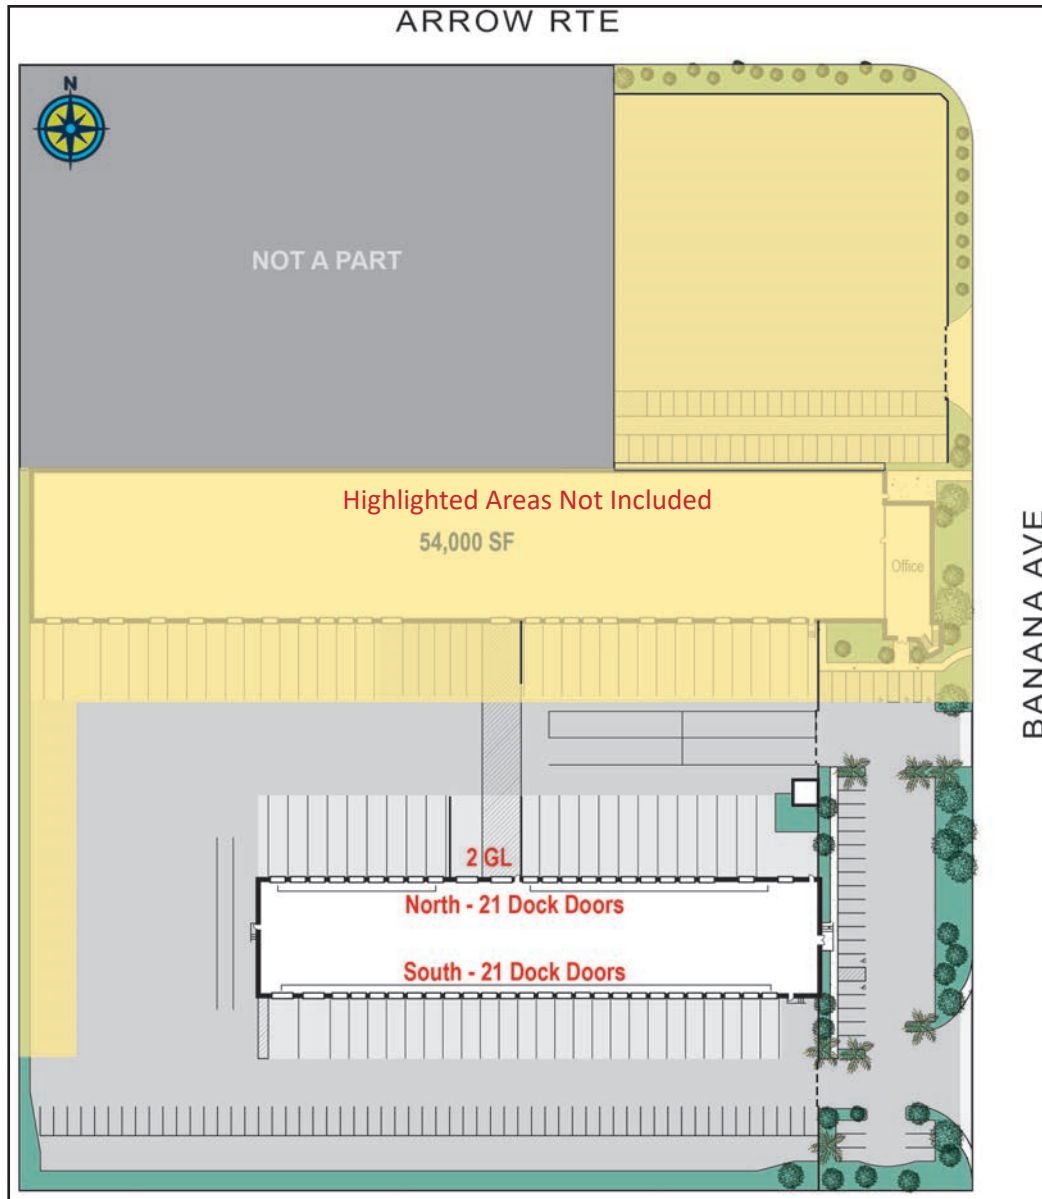 ARROW RTE
N
NOT A PART
Highlighted Areas Not Included
54,000 SF
Office
BANANA AVE
2 GL
North - 21 Dock Doors
South - 21 Dock Doors